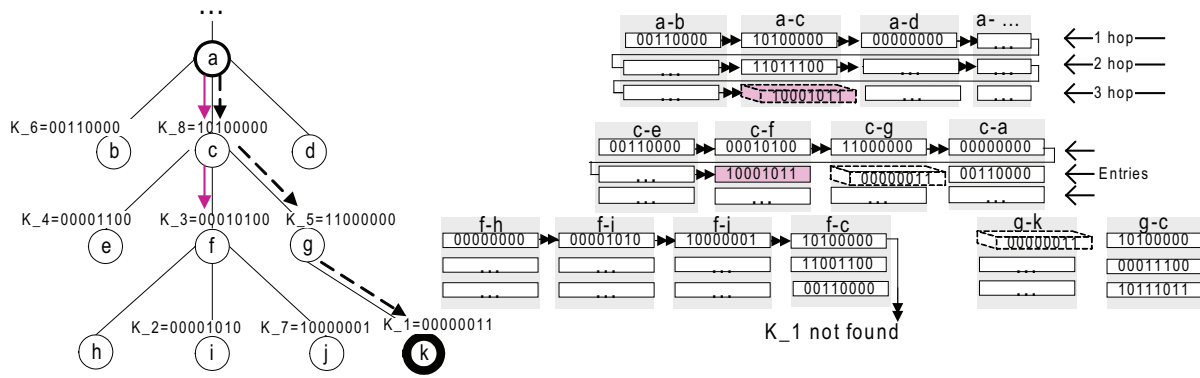 ...
a
K_6=00110000 K_8=10100000
b c d
K_4=00001100 K_3=00010100 K_5=11000000
e f g
K_2=00001010 K_7=10000001 K_1=00000011
h i j k
a-b a-c a-d a- ...
00110000 10100000 00000000 ... 1 hop
... 11011100 ... ... 2 hop
... 10001011 ... ... 3 hop
c-e c-f c-g c-a
00110000 00010100 11000000 00000000
... 10001011 00000011 00110000 Entries
... ... ... ...
f-h f-i f-j f-c
00000000 00001010 10000001 10100000
... ... ... 11001100
... ... ... 00110000
K_1 not found
g-k g-c
00000011 10100000
... 00011100
... 10111011